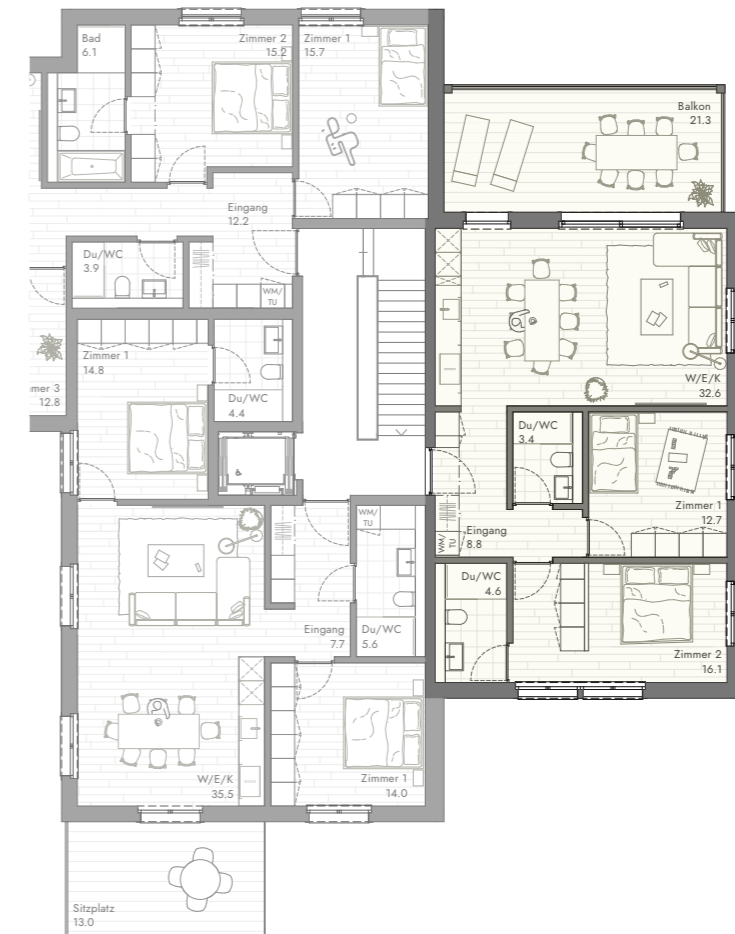 Bad
6.1
Zimmer 2
15.2
Zimmer 1
15.7
Balkon
21.3
Eingang
12.2
Du/WC
3.9
WM/
TU
Zimmer 1
14.8
mer 3
12.8
Du/WC
4.4
W/E/K
32.6
Du/WC
3.4
Zimmer 1
12.7
WM/
TU
Eingang
8.8
WM/
TU
Du/WC
4.6
Zimmer 2
16.1
Eingang
7.7
Du/WC
5.6
W/E/K
35.5
Zimmer 1
14.0
Sitzplatz
13.0